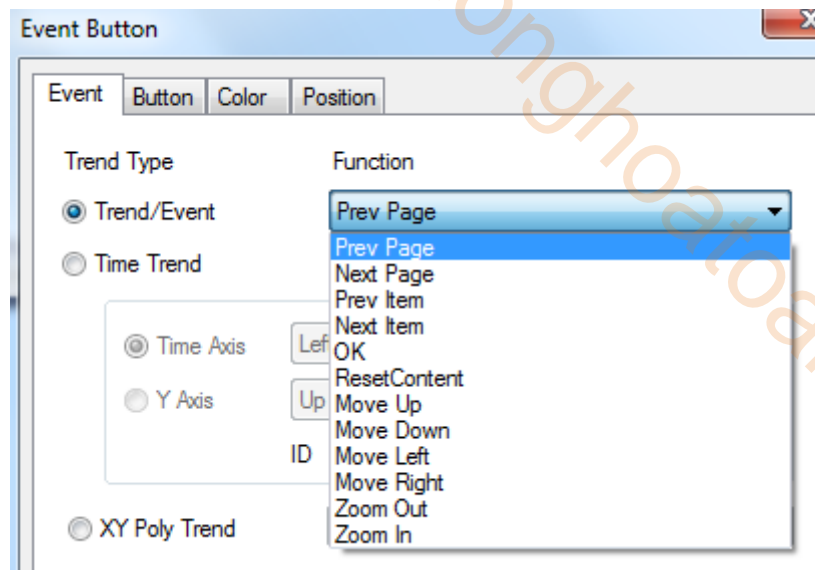 Event Button
Event Button Color Position
Trend Type Function
Trend/Event Prev Page
Prev Page
Time Trend
Next Page
Prev Item
Next Item
Time Axis Lef
OK
ResetContent
Y Axis Up
Move Up
Move Down
ID
Move Left
Move Right
Zoom Out
XY Poly Trend
Zoom In